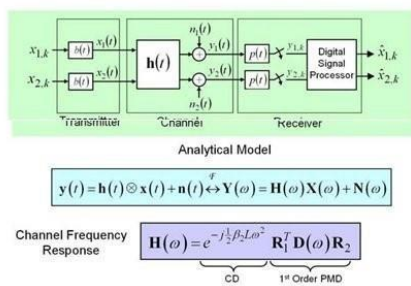 n₁(t)
x₁,ₖ b(t) x₁(t) h(t) y₁(t) p(t) y₁,ₖ Digital Signal Processor x̂₁,ₖ
x₂,ₖ b(t) x₂(t) y₂(t) p(t) y₂,ₖ x̂₂,ₖ
n₂(t)
Transmitter Channel Receiver
Analytical Model
y(t) = h(t) ⊗ x(t) + n(t) ↔ Y(ω) = H(ω)X(ω) + N(ω)
Channel Frequency
Response
H(ω) = e^{-j½β₂Lω²} R₁ᵀ D(ω) R₂
CD 1st Order PMD